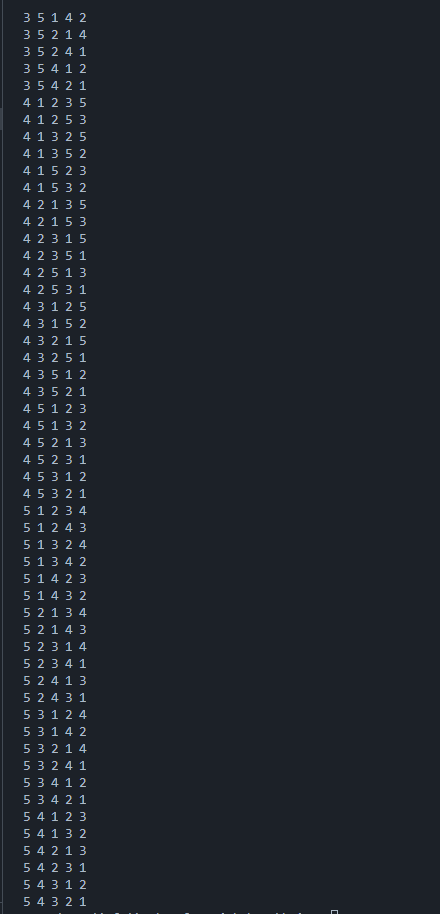 3 5 1 4 2
3 5 2 1 4
3 5 2 4 1
3 5 4 1 2
3 5 4 2 1
4 1 2 3 5
4 1 2 5 3
4 1 3 2 5
4 1 3 5 2
4 1 5 2 3
4 1 5 3 2
4 2 1 3 5
4 2 1 5 3
4 2 3 1 5
4 2 3 5 1
4 2 5 1 3
4 2 5 3 1
4 3 1 2 5
4 3 1 5 2
4 3 2 1 5
4 3 2 5 1
4 3 5 1 2
4 3 5 2 1
4 5 1 2 3
4 5 1 3 2
4 5 2 1 3
4 5 2 3 1
4 5 3 1 2
4 5 3 2 1
5 1 2 3 4
5 1 2 4 3
5 1 3 2 4
5 1 3 4 2
5 1 4 2 3
5 1 4 3 2
5 2 1 3 4
5 2 1 4 3
5 2 3 1 4
5 2 3 4 1
5 2 4 1 3
5 2 4 3 1
5 3 1 2 4
5 3 1 4 2
5 3 2 1 4
5 3 2 4 1
5 3 4 1 2
5 3 4 2 1
5 4 1 2 3
5 4 1 3 2
5 4 2 1 3
5 4 2 3 1
5 4 3 1 2
5 4 3 2 1